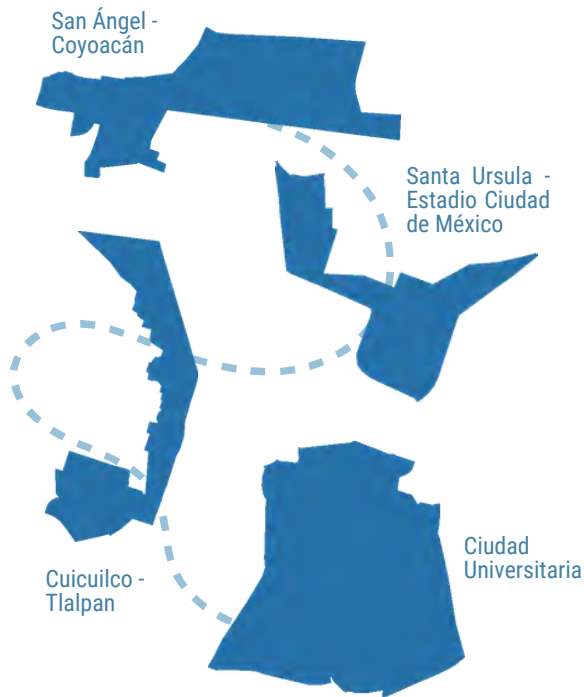 San Ángel -
Coyoacán
Santa Ursula -
Estadio Ciudad
de México
Cuicuilco -
Tlalpan
Ciudad
Universitaria